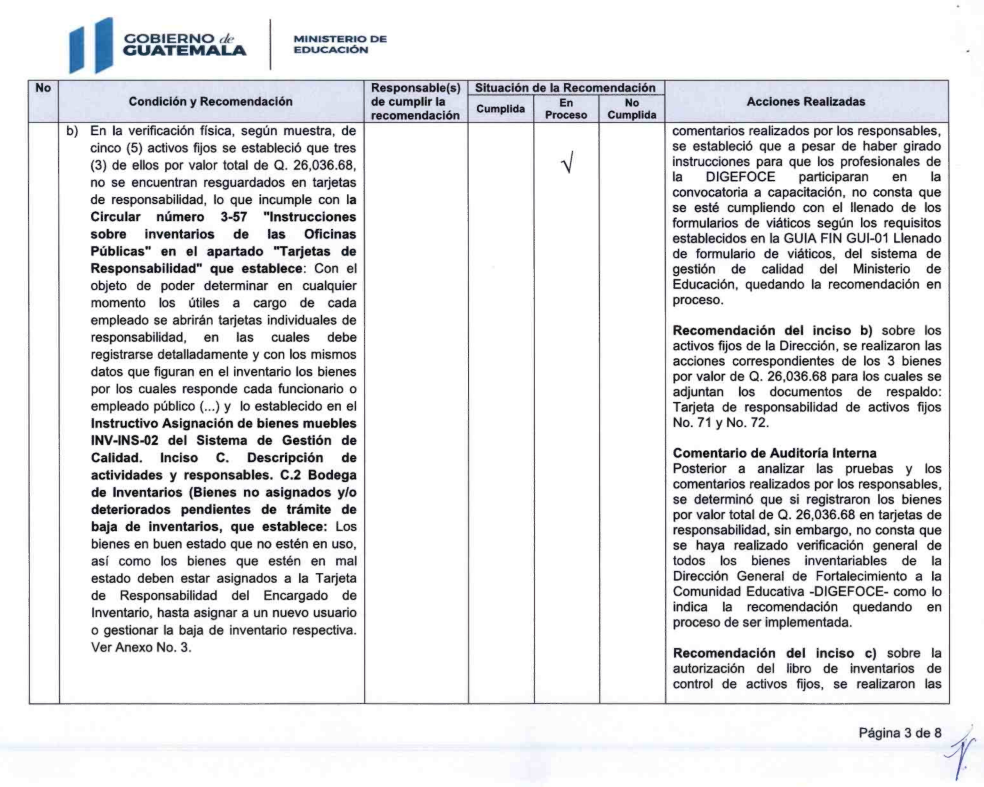 GOBIERNO de
GUATEMALA
MINISTERIO DE
EDUCACIÓN
No
Condición y Recomendación
Responsable(s)
de cumplir la
recomendación
Situación de la Recomendación
Cumplida
En
Proceso
No
Cumplida
Acciones Realizadas
b) En la verificación física, según muestra, de
cinco (5) activos fijos se estableció que tres
(3) de ellos por valor total de Q. 26,036.68,
no se encuentran resguardados en tarjetas
de responsabilidad, lo que incumple con la
Circular número 3-57 "Instrucciones
sobre inventarios de las Oficinas
Públicas" en el apartado "Tarjetas de
Responsabilidad" que establece: Con el
objeto de poder determinar en cualquier
momento los útiles a cargo de cada
empleado se abrirán tarjetas individuales de
responsabilidad, en las cuales debe
registrarse detalladamente y con los mismos
datos que figuran en el inventario los bienes
por los cuales responde cada funcionario o
empleado público (...) y lo establecido en el
Instructivo Asignación de bienes muebles
INV-INS-02 del Sistema de Gestión de
Calidad. Inciso C. Descripción de
actividades y responsables. C.2 Bodega
de Inventarios (Bienes no asignados y/o
deteriorados pendientes de trámite de
baja de inventarios, que establece: Los
bienes en buen estado que no estén en uso,
así como los bienes que estén en mal
estado deben estar asignados a la Tarjeta
de Responsabilidad del Encargado de
Inventario, hasta asignar a un nuevo usuario
o gestionar la baja de inventario respectiva.
Ver Anexo No. 3.
√
comentarios realizados por los responsables,
se estableció que a pesar de haber girado
instrucciones para que los profesionales de
la DIGEFOCE participaran en la
convocatoria a capacitación, no consta que
se esté cumpliendo con el llenado de los
formularios de viáticos según los requisitos
establecidos en la GUIA FIN GUI-01 Llenado
de formulario de viáticos, del sistema de
gestión de calidad del Ministerio de
Educación, quedando la recomendación en
proceso.
Recomendación del inciso b) sobre los
activos fijos de la Dirección, se realizaron las
acciones correspondientes de los 3 bienes
por valor de Q. 26,036.68 para los cuales se
adjuntan los documentos de respaldo:
Tarjeta de responsabilidad de activos fijos
No. 71 y No. 72.
Comentario de Auditoría Interna
Posterior a analizar las pruebas y los
comentarios realizados por los responsables,
se determinó que si registraron los bienes
por valor total de Q. 26,036.68 en tarjetas de
responsabilidad, sin embargo, no consta que
se haya realizado verificación general de
todos los bienes inventariables de la
Dirección General de Fortalecimiento a la
Comunidad Educativa -DIGEFOCE- como lo
indica la recomendación quedando en
proceso de ser implementada.
Recomendación del inciso c) sobre la
autorización del libro de inventarios de
control de activos fijos, se realizaron las
Página 3 de 8